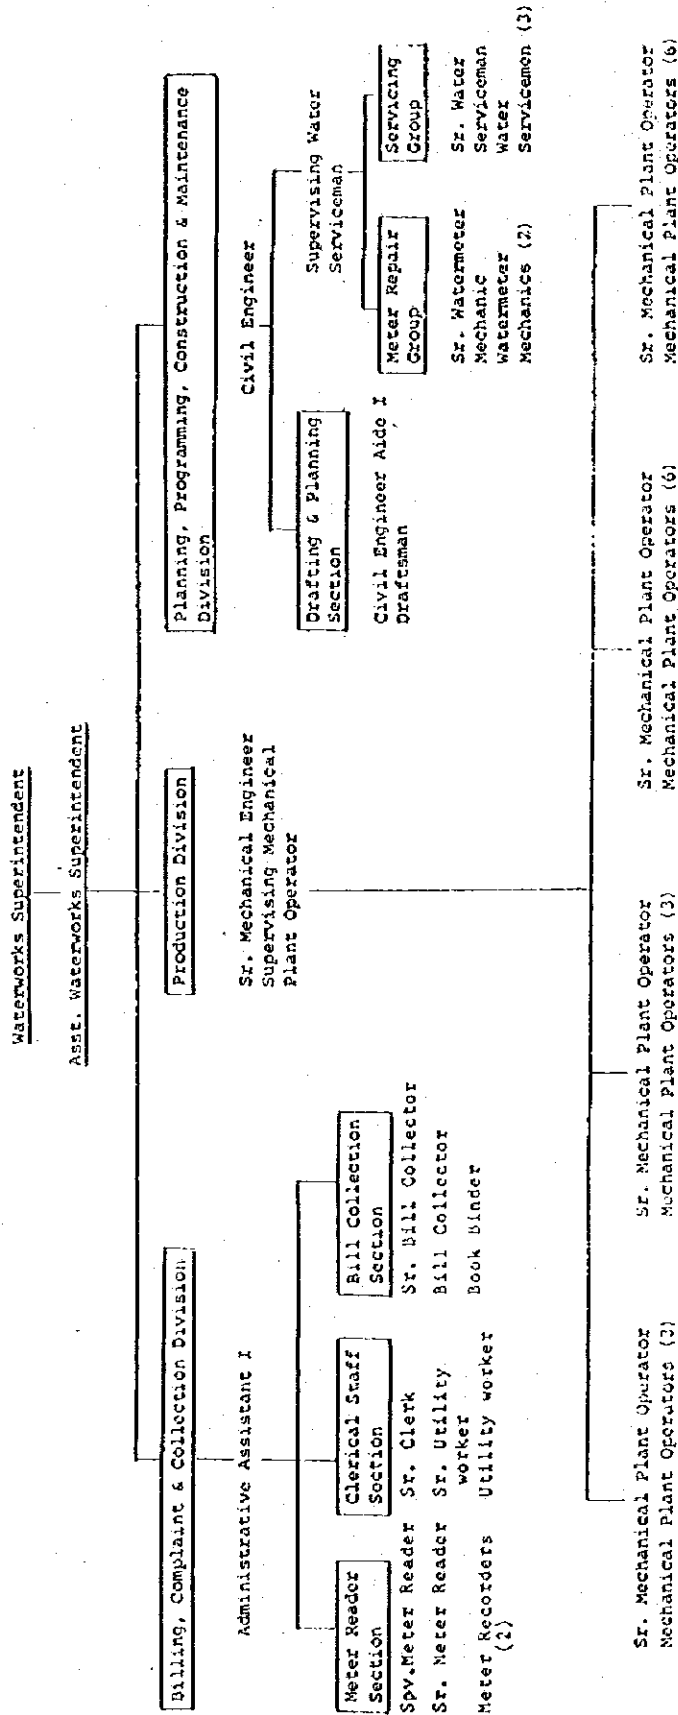 Waterworks Superintendent
Asst. Waterworks Superintendent
Billing, Complaint & Collection Division
Administrative Assistant I
Meter Reader
Section
Spv.Meter Reader
Sr. Meter Reader
Meter Recorders
(2)
Clerical Staff
Section
Sr. Clerk
Sr. Utility
worker
Utility worker
Bill Collection
Section
Sr. Bill Collector
Bill Collector
Book Binder
Production Division
Sr. Mechanical Engineer
Supervising Mechanical
Plant Operator
Planning, Programming, Construction & Maintenance
Division
Civil Engineer
Drafting & Planning
Section
Civil Engineer Aide I
Draftsman
Supervising Water
Serviceman
Meter Repair
Group
Sr. Watermeter
Mechanic
Watermeter
Mechanics (2)
Servicing
Group
Sr. Water
Serviceman
Water
Servicemen (3)
Sr. Mechanical Plant Operator
Mechanical Plant Operators (3)
Sr. Mechanical Plant Operator
Mechanical Plant Operators (3)
Sr. Mechanical Plant Operator
Mechanical Plant Operators (6)
Sr. Mechanical Plant Operator
Mechanical Plant Operators (6)